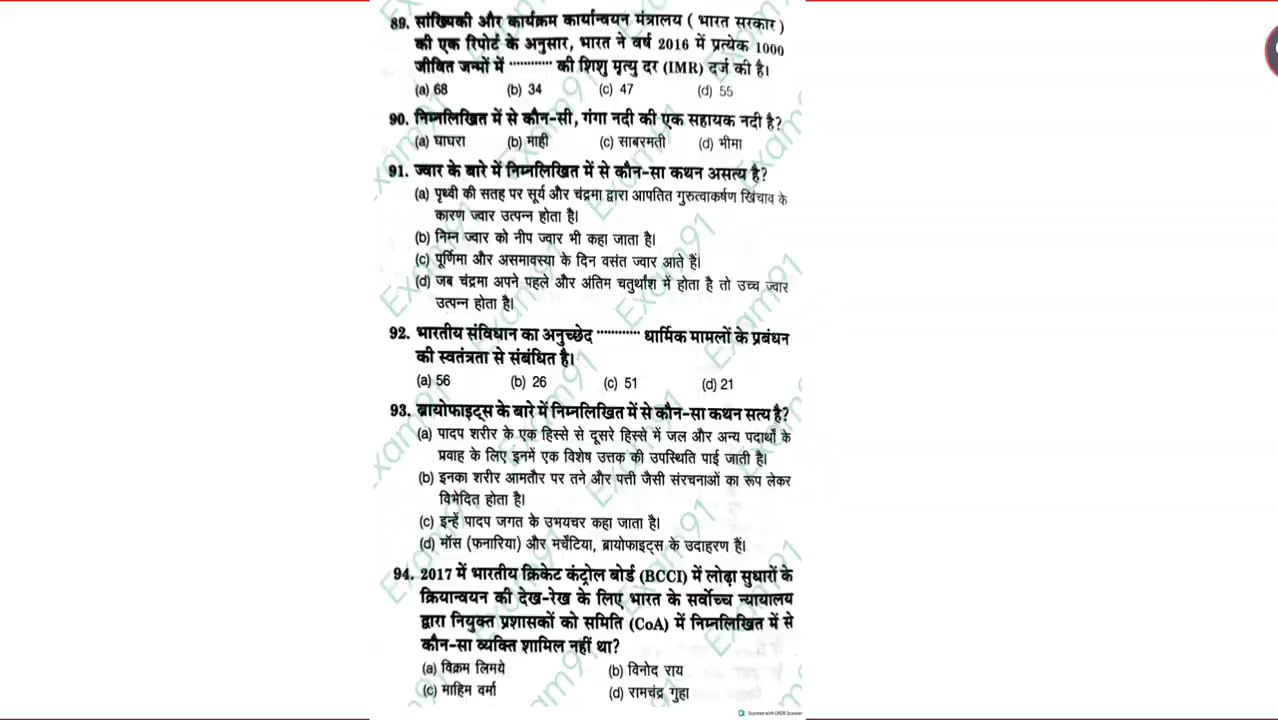 89. सांख्यिकी और कार्यक्रम कार्यान्वयन मंत्रालय ( भारत सरकार )
की एक रिपोर्ट के अनुसार, भारत ने वर्ष 2016 में प्रत्येक 1000
जीवित जन्मों में ············ की शिशु मृत्यु दर (IMR) दर्ज की है।
(a) 68 (b) 34 (c) 47 (d) 55
90. निम्नलिखित में से कौन-सी, गंगा नदी की एक सहायक नदी है?
(a) घाघरा (b) माही (c) साबरमती (d) भीमा
91. ज्वार के बारे में निम्नलिखित में से कौन-सा कथन असत्य है?
(a) पृथ्वी की सतह पर सूर्य और चंद्रमा द्वारा आपतित गुरुत्वाकर्षण खिंचाव के
कारण ज्वार उत्पन्न होता है।
(b) निम्न ज्वार को नीप ज्वार भी कहा जाता है।
(c) पूर्णिमा और असमावस्या के दिन वसंत ज्वार आते हैं।
(d) जब चंद्रमा अपने पहले और अंतिम चतुर्थांश में होता है तो उच्च ज्वार
उत्पन्न होता है।
92. भारतीय संविधान का अनुच्छेद ············ धार्मिक मामलों के प्रबंधन
की स्वतंत्रता से संबंधित है।
(a) 56 (b) 26 (c) 51 (d) 21
93. ब्रायोफाइट्स के बारे में निम्नलिखित में से कौन-सा कथन सत्य है?
(a) पादप शरीर के एक हिस्से से दूसरे हिस्से में जल और अन्य पदार्थों के
प्रवाह के लिए इनमें एक विशेष उत्तक की उपस्थिति पाई जाती है।
(b) इनका शरीर आमतौर पर तने और पत्ती जैसी संरचनाओं का रूप लेकर
विभेदित होता है।
(c) इन्हें पादप जगत के उभयचर कहा जाता है।
(d) मॉस (फनारिया) और मर्चेंटिया, ब्रायोफाइट्स के उदाहरण हैं।
94. 2017 में भारतीय क्रिकेट कंट्रोल बोर्ड (BCCI) में लोढ़ा सुधारों के
क्रियान्वयन की देख-रेख के लिए भारत के सर्वोच्च न्यायालय
द्वारा नियुक्त प्रशासकों को समिति (CoA) में निम्नलिखित में से
कौन-सा व्यक्ति शामिल नहीं था?
(a) विक्रम लिमये (b) विनोद राय
(c) माहिम वर्मा (d) रामचंद्र गुहा
Scanned with OKEN Scanner
Exam91